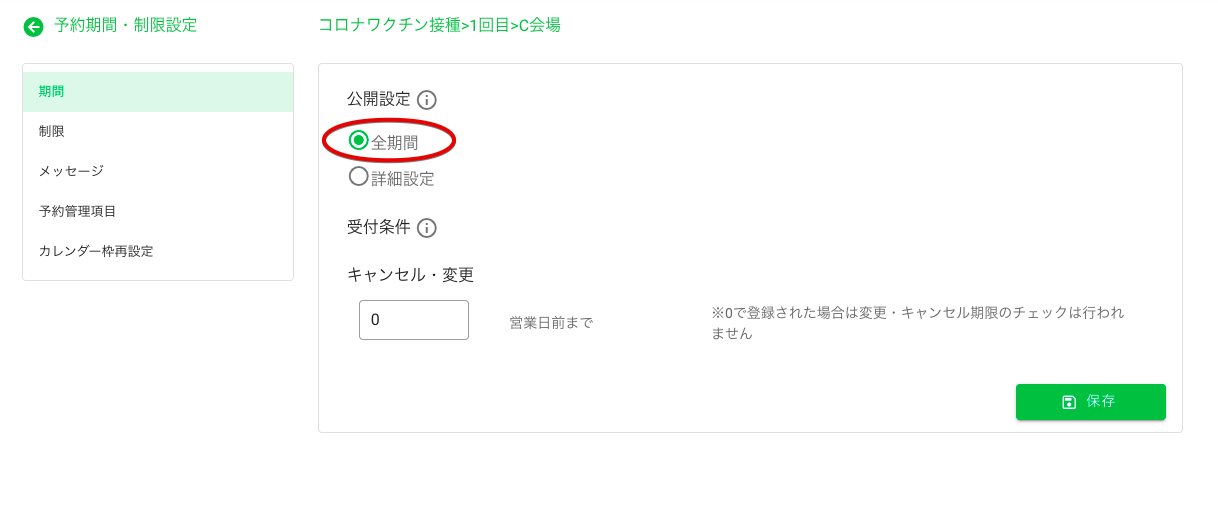 予約期間・制限設定
コロナワクチン接種>1回目>C会場
期間
制限
メッセージ
予約管理項目
カレンダー枠再設定
公開設定
全期間
詳細設定
受付条件
キャンセル・変更
0
営業日前まで
※0で登録された場合は変更・キャンセル期限のチェックは行われ
ません
保存